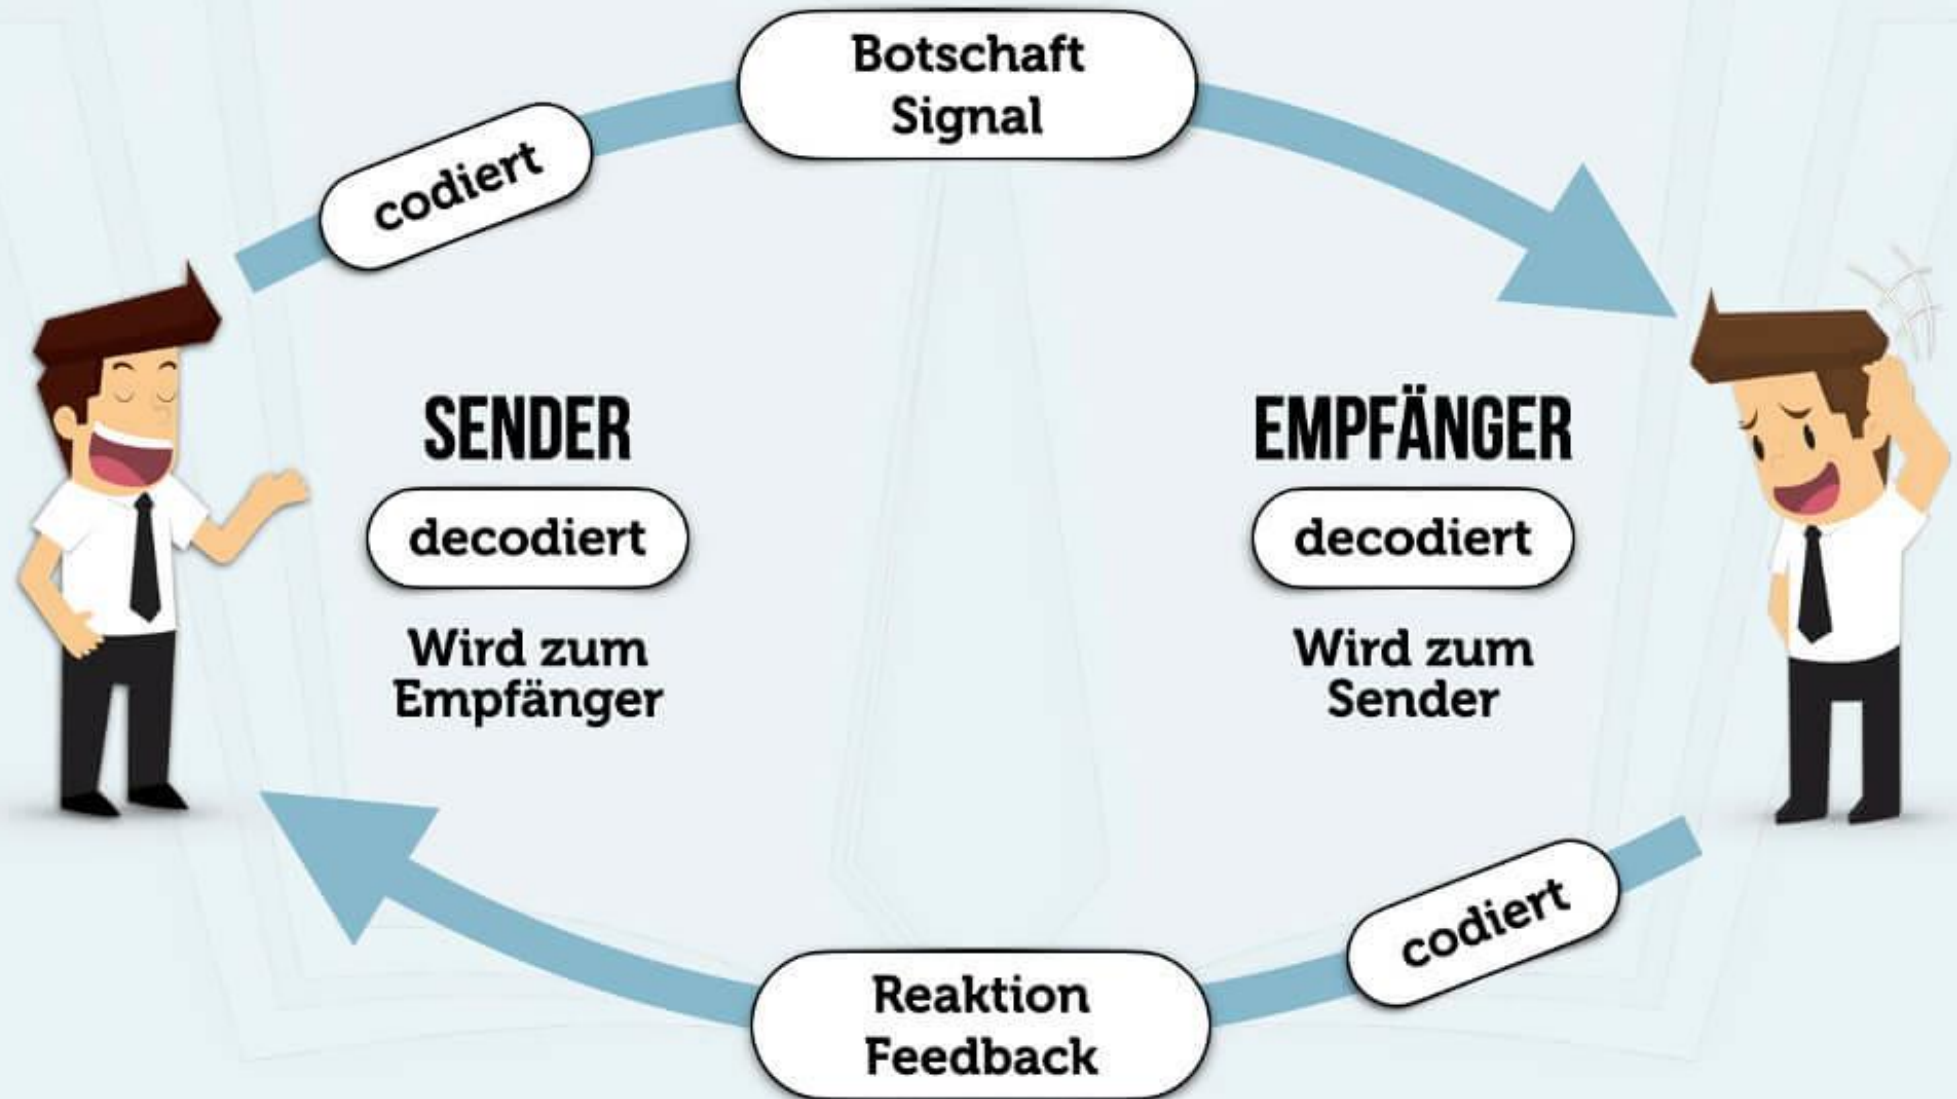 Botschaft
Signal
codiert
SENDER
decodiert
Wird zum
Empfänger
EMPFÄNGER
decodiert
Wird zum
Sender
codiert
Reaktion
Feedback